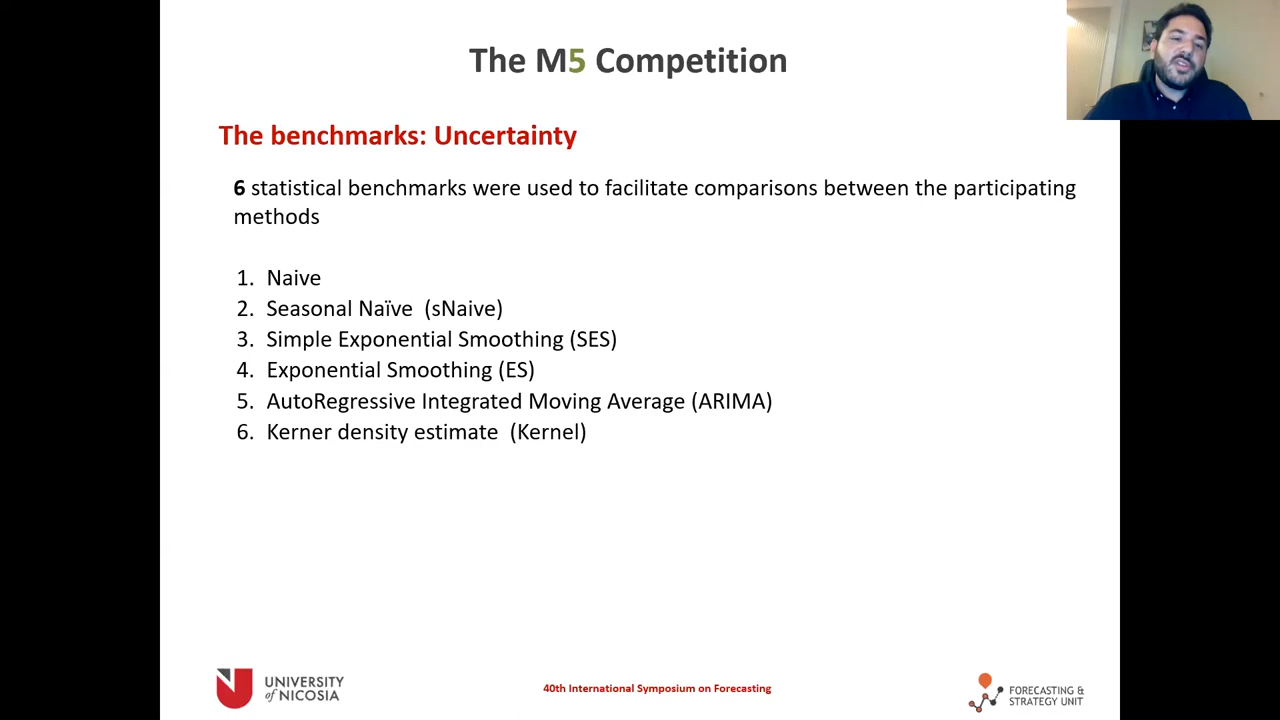 The M5 Competition
The benchmarks: Uncertainty
6 statistical benchmarks were used to facilitate comparisons between the participating
methods
1. Naive
2. Seasonal Naïve (sNaive)
3. Simple Exponential Smoothing (SES)
4. Exponential Smoothing (ES)
5. AutoRegressive Integrated Moving Average (ARIMA)
6. Kerner density estimate (Kernel)
UNIVERSITY
of NICOSIA
40th International Symposium on Forecasting
FORECASTING &
STRATEGY UNIT